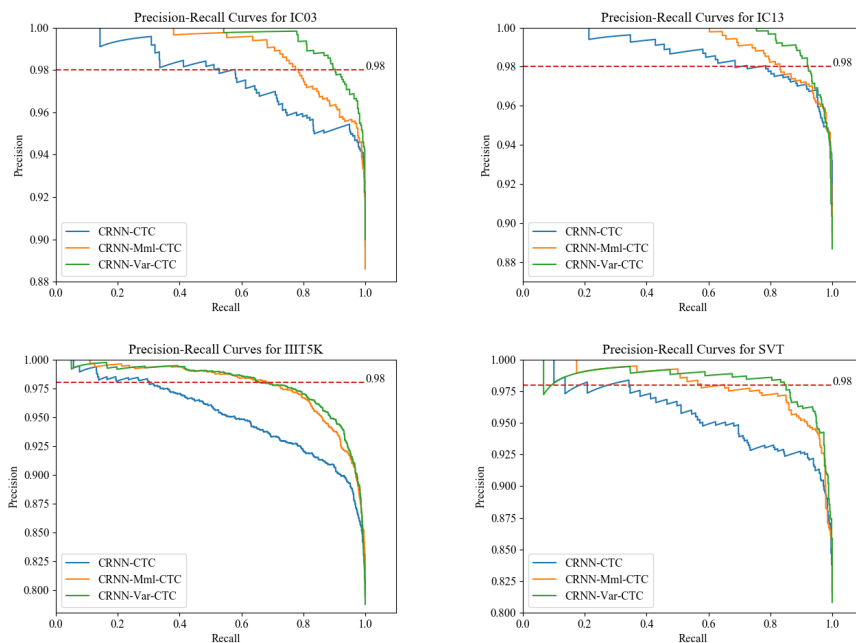 Precision-Recall Curves for IC03
1.00
0.98
0.96
0.94
0.92
0.90
0.88
Precision
0.98
CRNN-CTC
CRNN-Mml-CTC
CRNN-Var-CTC
0.0 0.2 0.4 0.6 0.8 1.0
Recall
Precision-Recall Curves for IC13
1.00
0.98
0.96
0.94
0.92
0.90
0.88
Precision
0.98
CRNN-CTC
CRNN-Mml-CTC
CRNN-Var-CTC
0.0 0.2 0.4 0.6 0.8 1.0
Recall
Precision-Recall Curves for IIIT5K
1.000
0.975
0.950
0.925
0.900
0.875
0.850
0.825
0.800
Precision
0.98
CRNN-CTC
CRNN-Mml-CTC
CRNN-Var-CTC
0.0 0.2 0.4 0.6 0.8 1.0
Recall
Precision-Recall Curves for SVT
1.000
0.975
0.950
0.925
0.900
0.875
0.850
0.825
0.800
Precision
0.98
CRNN-CTC
CRNN-Mml-CTC
CRNN-Var-CTC
0.0 0.2 0.4 0.6 0.8 1.0
Recall